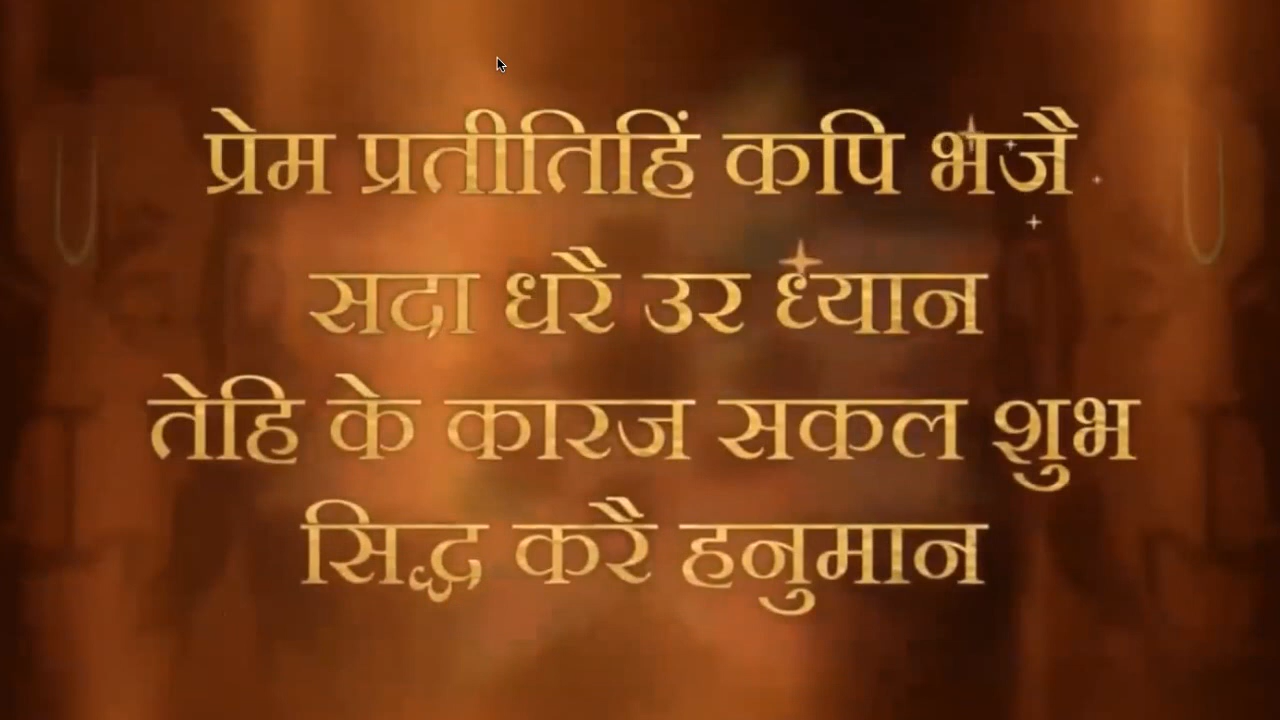 प्रेम प्रतीतिहिं कपि भजै
सदा धरै उर ध्यान
तेहि के कारज सकल शुभ
सिद्ध करै हनुमान